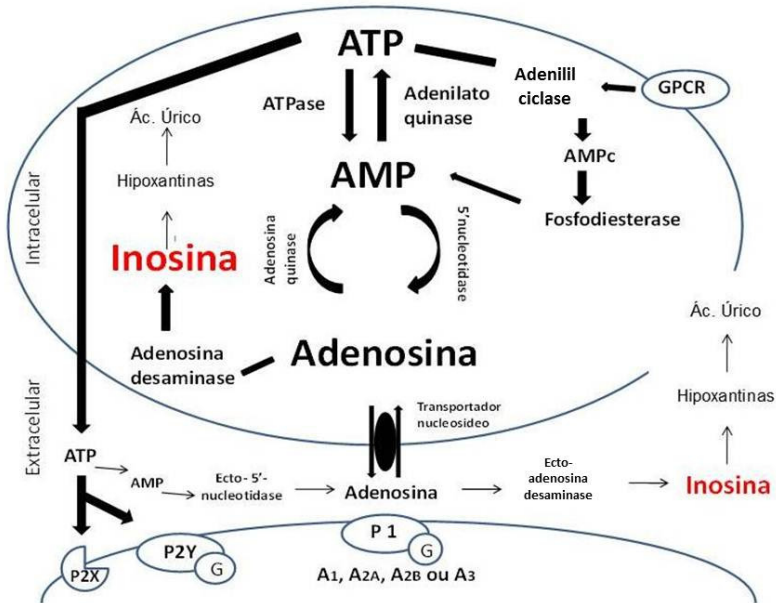 ATP
Adenilil
ciclase
GPCR
ATPase
Adenilato
quinase
Ác. Úrico
AMPc
Hipoxantinas
AMP
Fosfodiesterase
Intracelular
Inosina
Adenosina
quinase
5'nucleotidase
Adenosina
desaminase
Adenosina
Ác. Úrico
Hipoxantinas
Inosina
Extracelular
Transportador
nucleosídeo
ATP
AMP
Ecto- 5'-
nucleotidase
Adenosina
Ecto-
adenosina
desaminase
P2X
P2Y
G
P 1
G
A1, A2A, A2B ou A3